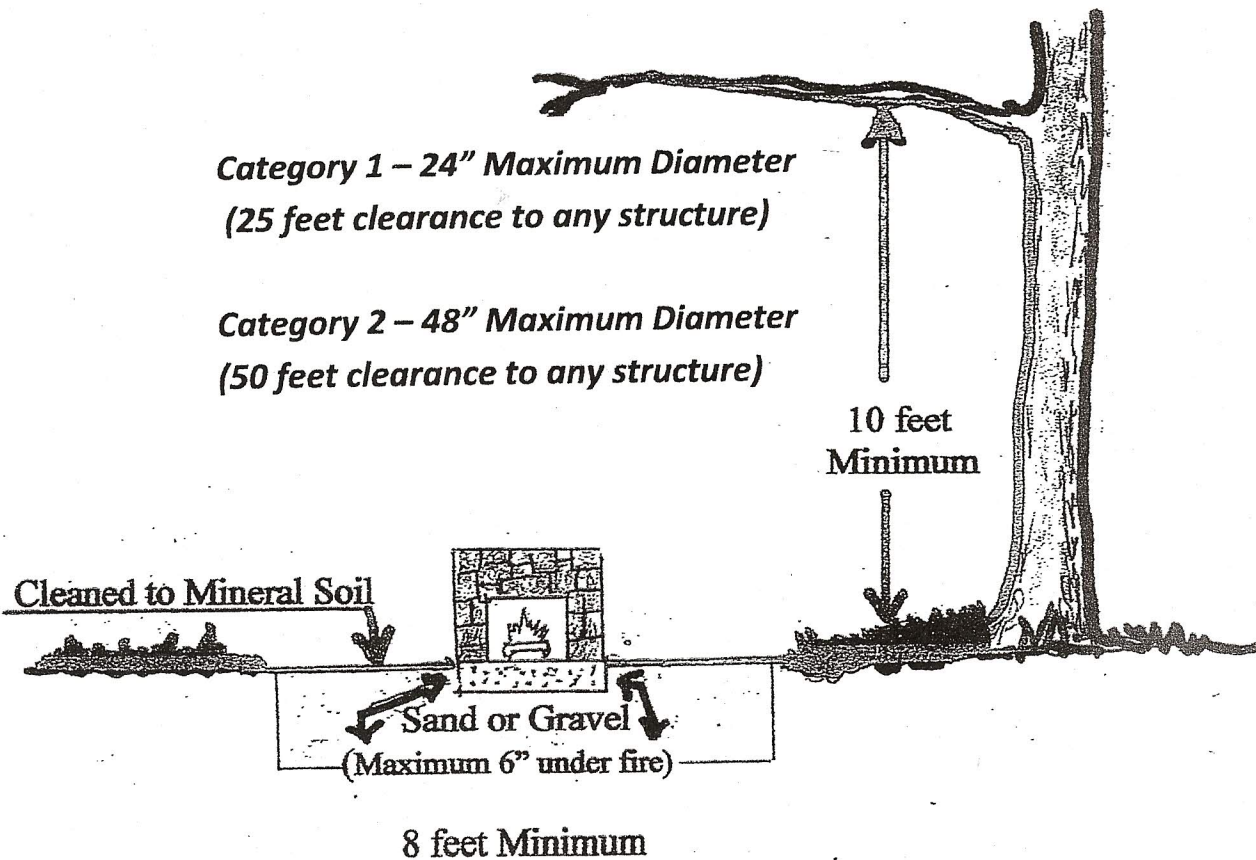 Category 1 – 24” Maximum Diameter
(25 feet clearance to any structure)
Category 2 – 48” Maximum Diameter
(50 feet clearance to any structure)
10 feet
Minimum
Cleaned to Mineral Soil
Sand or Gravel
(Maximum 6” under fire)
8 feet Minimum